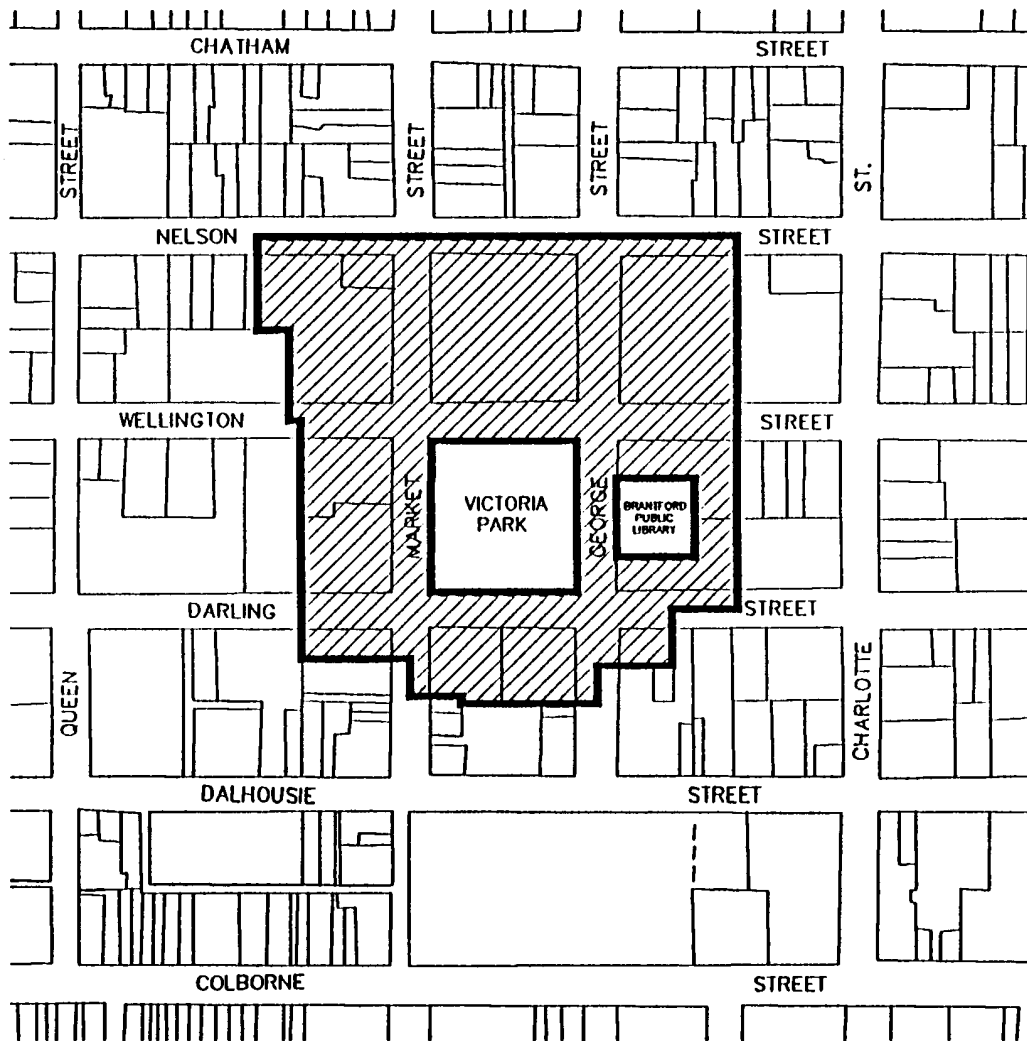 CHATHAM STREET
STREET STREET STREET ST.
NELSON STREET
WELLINGTON STREET
MARKET
VICTORIA
PARK
GEORGE
BRANTFORD
PUBLIC
LIBRARY
DARLING STREET
QUEEN
CHARLOTTE
DALHOUSIE STREET
COLBORNE STREET